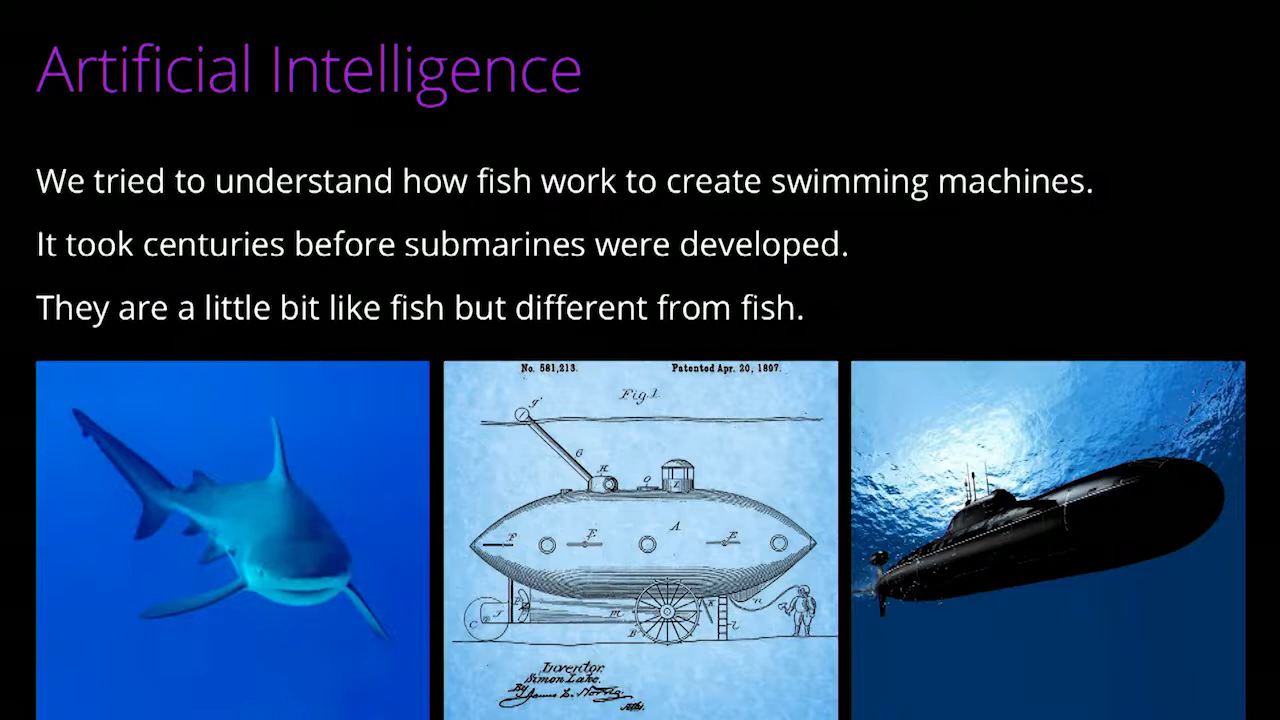 Artificial Intelligence
We tried to understand how fish work to create swimming machines.
It took centuries before submarines were developed.
They are a little bit like fish but different from fish.
No. 581,213. Patented Apr. 20, 1897.
Fig.1.
g'
G
H
O
L
A
F
F
E
J
C
m
B
K
l
n
Inventor,
Simon Lake.
By
Atty.